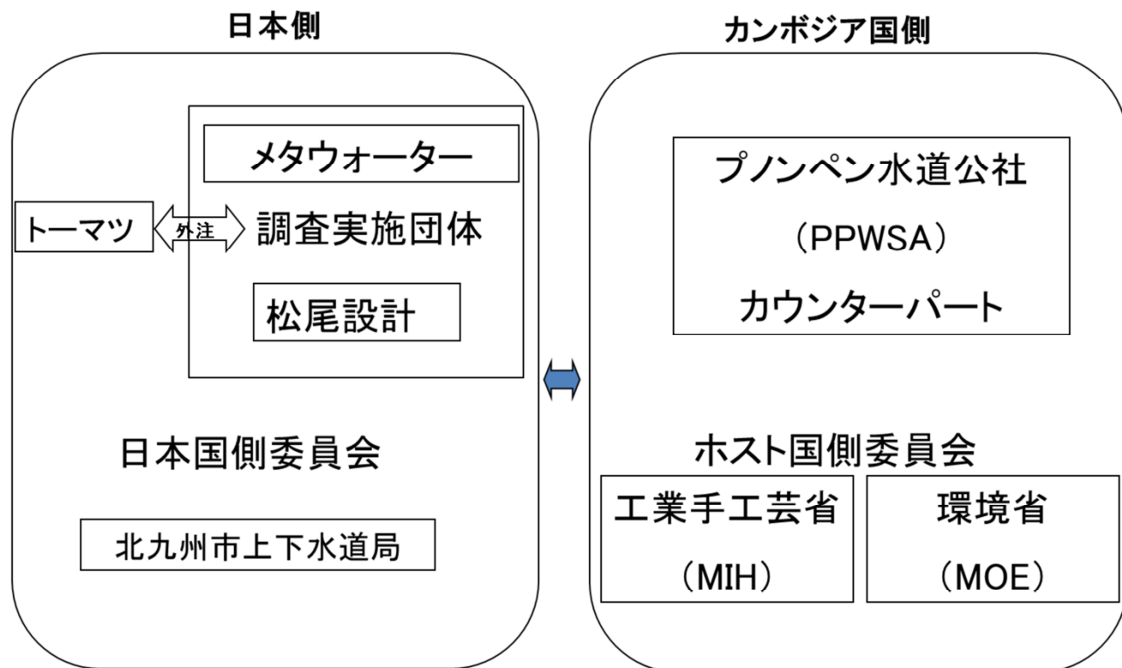 日本側
メタウォーター
トーマツ
外注
調査実施団体
松尾設計
日本国側委員会
北九州市上下水道局
カンボジア国側
プノンペン水道公社
（PPWSA）
カウンターパート
ホスト国側委員会
工業手工芸省
（MIH）
環境省
（MOE）